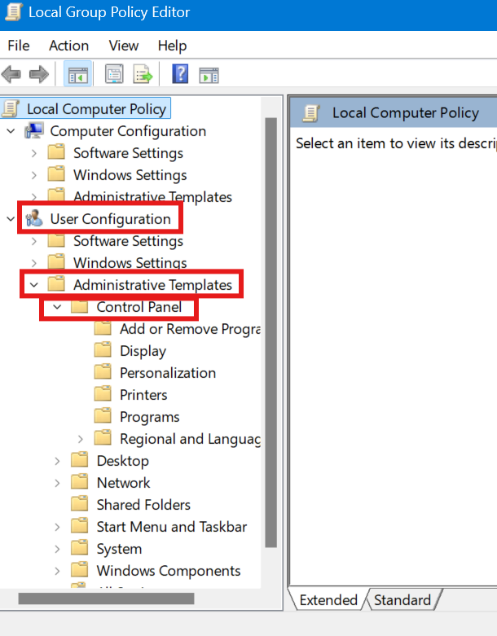 Local Group Policy Editor
File Action View Help
Local Computer Policy
Computer Configuration
Software Settings
Windows Settings
Administrative Templates
User Configuration
Software Settings
Windows Settings
Administrative Templates
Control Panel
Add or Remove Progra
Display
Personalization
Printers
Programs
Regional and Languag
Desktop
Network
Shared Folders
Start Menu and Taskbar
System
Windows Components
Local Computer Policy
Select an item to view its descri
Extended Standard